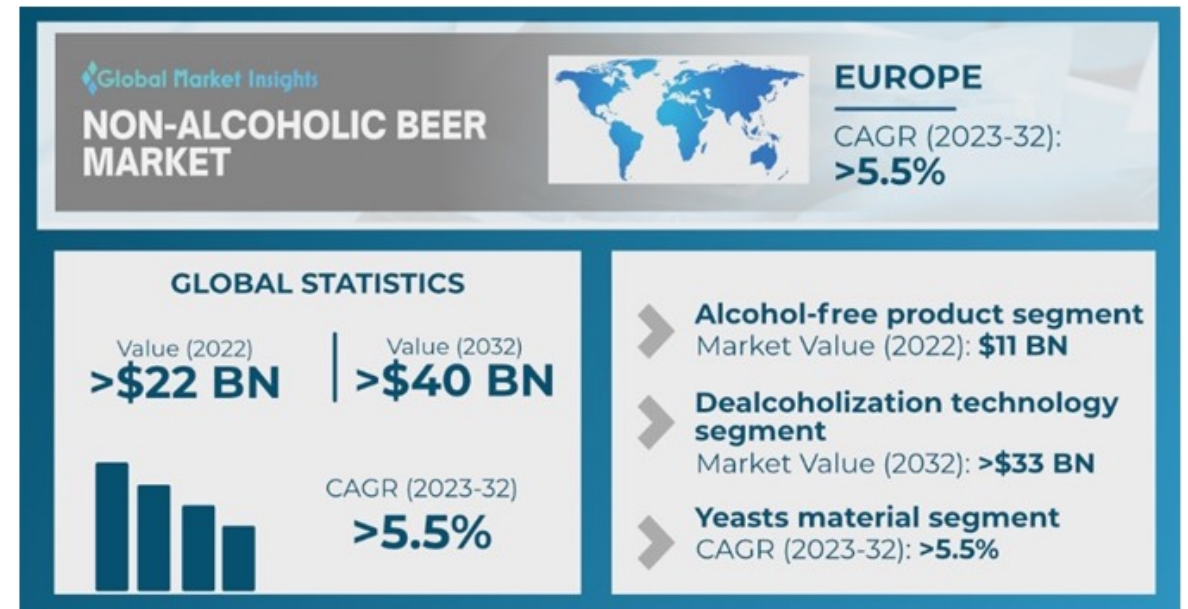 Global Market Insights
NON-ALCOHOLIC BEER
MARKET
EUROPE
CAGR (2023-32):
>5.5%
GLOBAL STATISTICS
Value (2022)
>$22 BN
Value (2032)
>$40 BN
CAGR (2023-32)
>5.5%
Alcohol-free product segment
Market Value (2022): $11 BN
Dealcoholization technology
segment
Market Value (2032): >$33 BN
Yeasts material segment
CAGR (2023-32): >5.5%